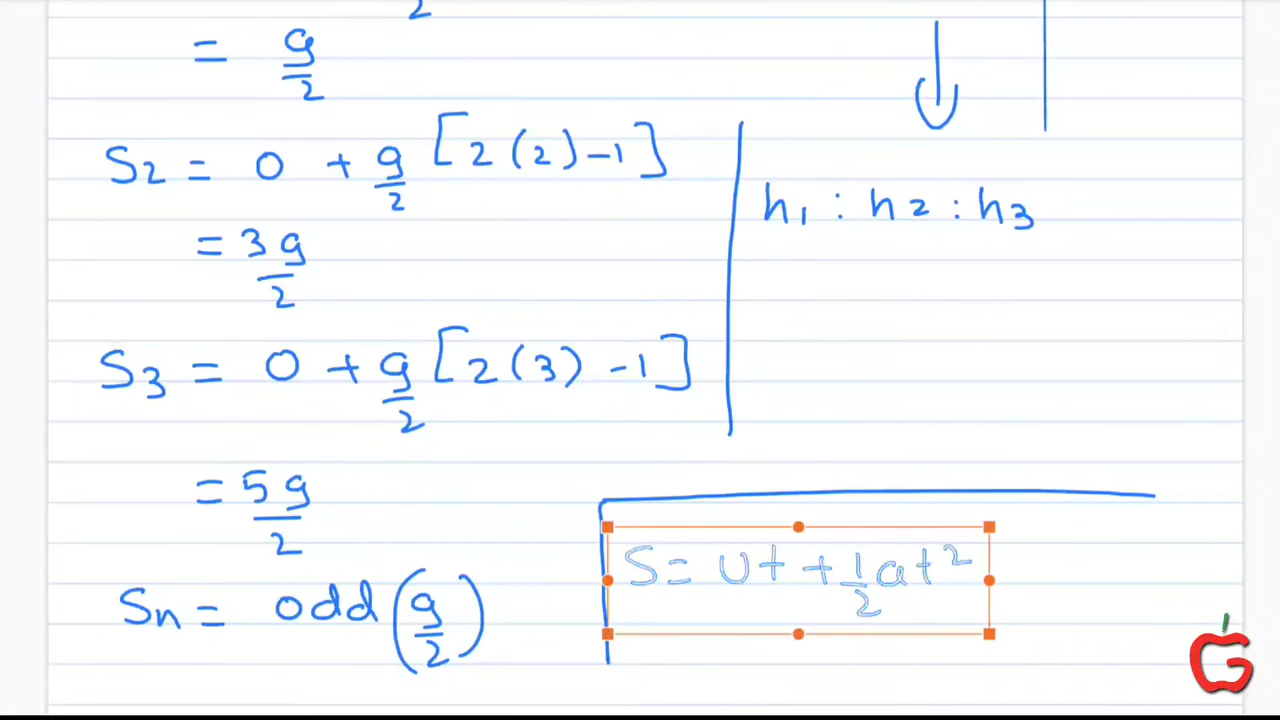 2
= g/2
S2 = 0 + g/2 [2(2)-1]
= 3g/2
S3 = 0 + g/2 [2(3)-1]
= 5g/2
Sn = odd (g/2)
h1 : h2 : h3
S = ut + 1/2 at²
G